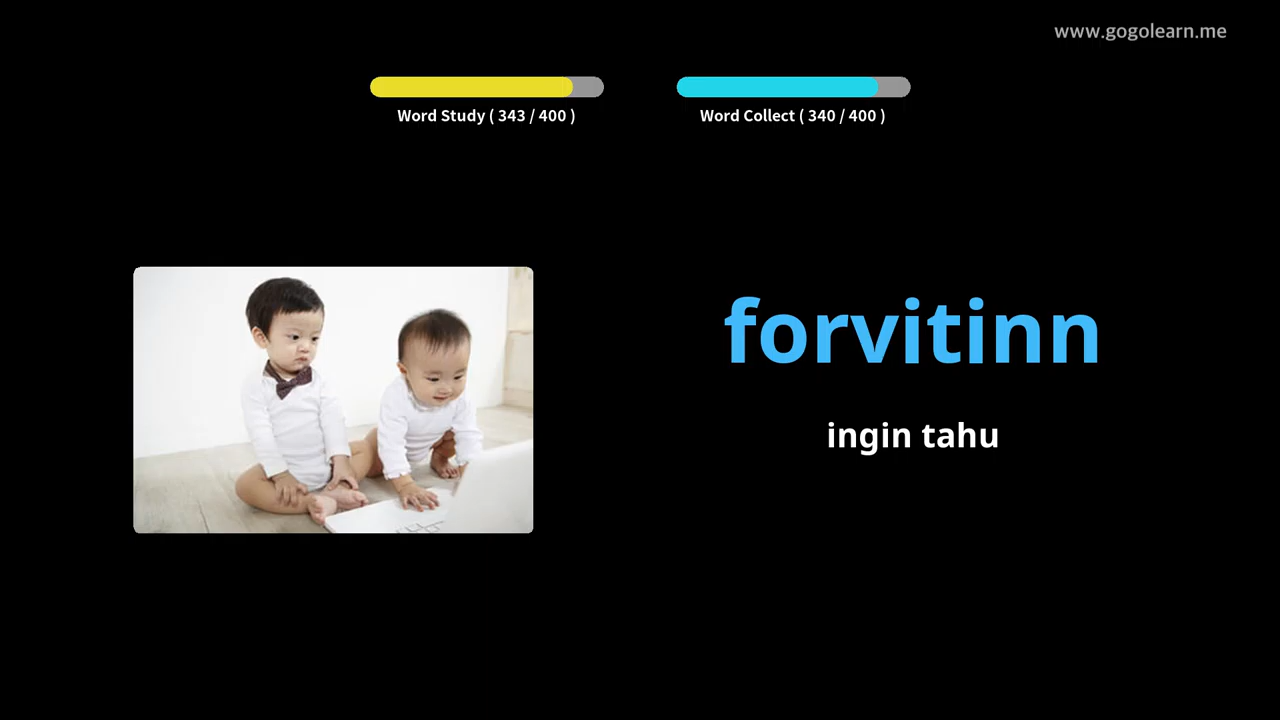 www.gogolearn.me
Word Study ( 343 / 400 )
Word Collect ( 340 / 400 )
forvitinn
ingin tahu